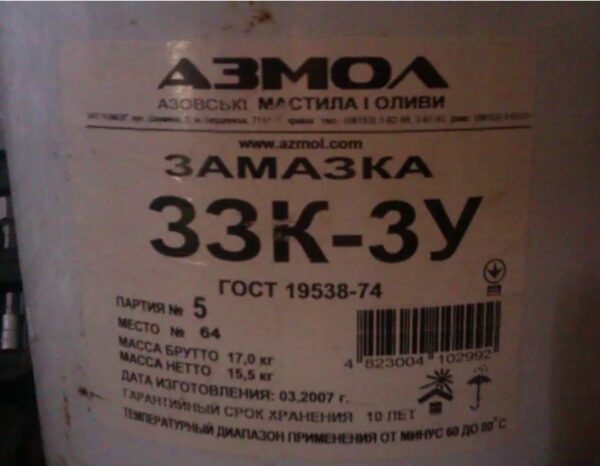 АЗМОЛ
АЗОВСЬКІ МАСТИЛА І ОЛИВИ
www.azmol.com
ЗАМАЗКА
ЗЗК-3У
ГОСТ 19538-74
ПАРТИЯ № 5
МЕСТО № 64
МАССА БРУТТО 17,0 кг
МАССА НЕТТО 15,5 кг
4 823004 102992
ДАТА ИЗГОТОВЛЕНИЯ: 03.2007 г.
ГАРАНТИЙНЫЙ СРОК ХРАНЕНИЯ 10 ЛЕТ
ТЕМПЕРАТУРНЫЙ ДИАПАЗОН ПРИМЕНЕНИЯ ОТ МИНУС 60 ДО 80°С